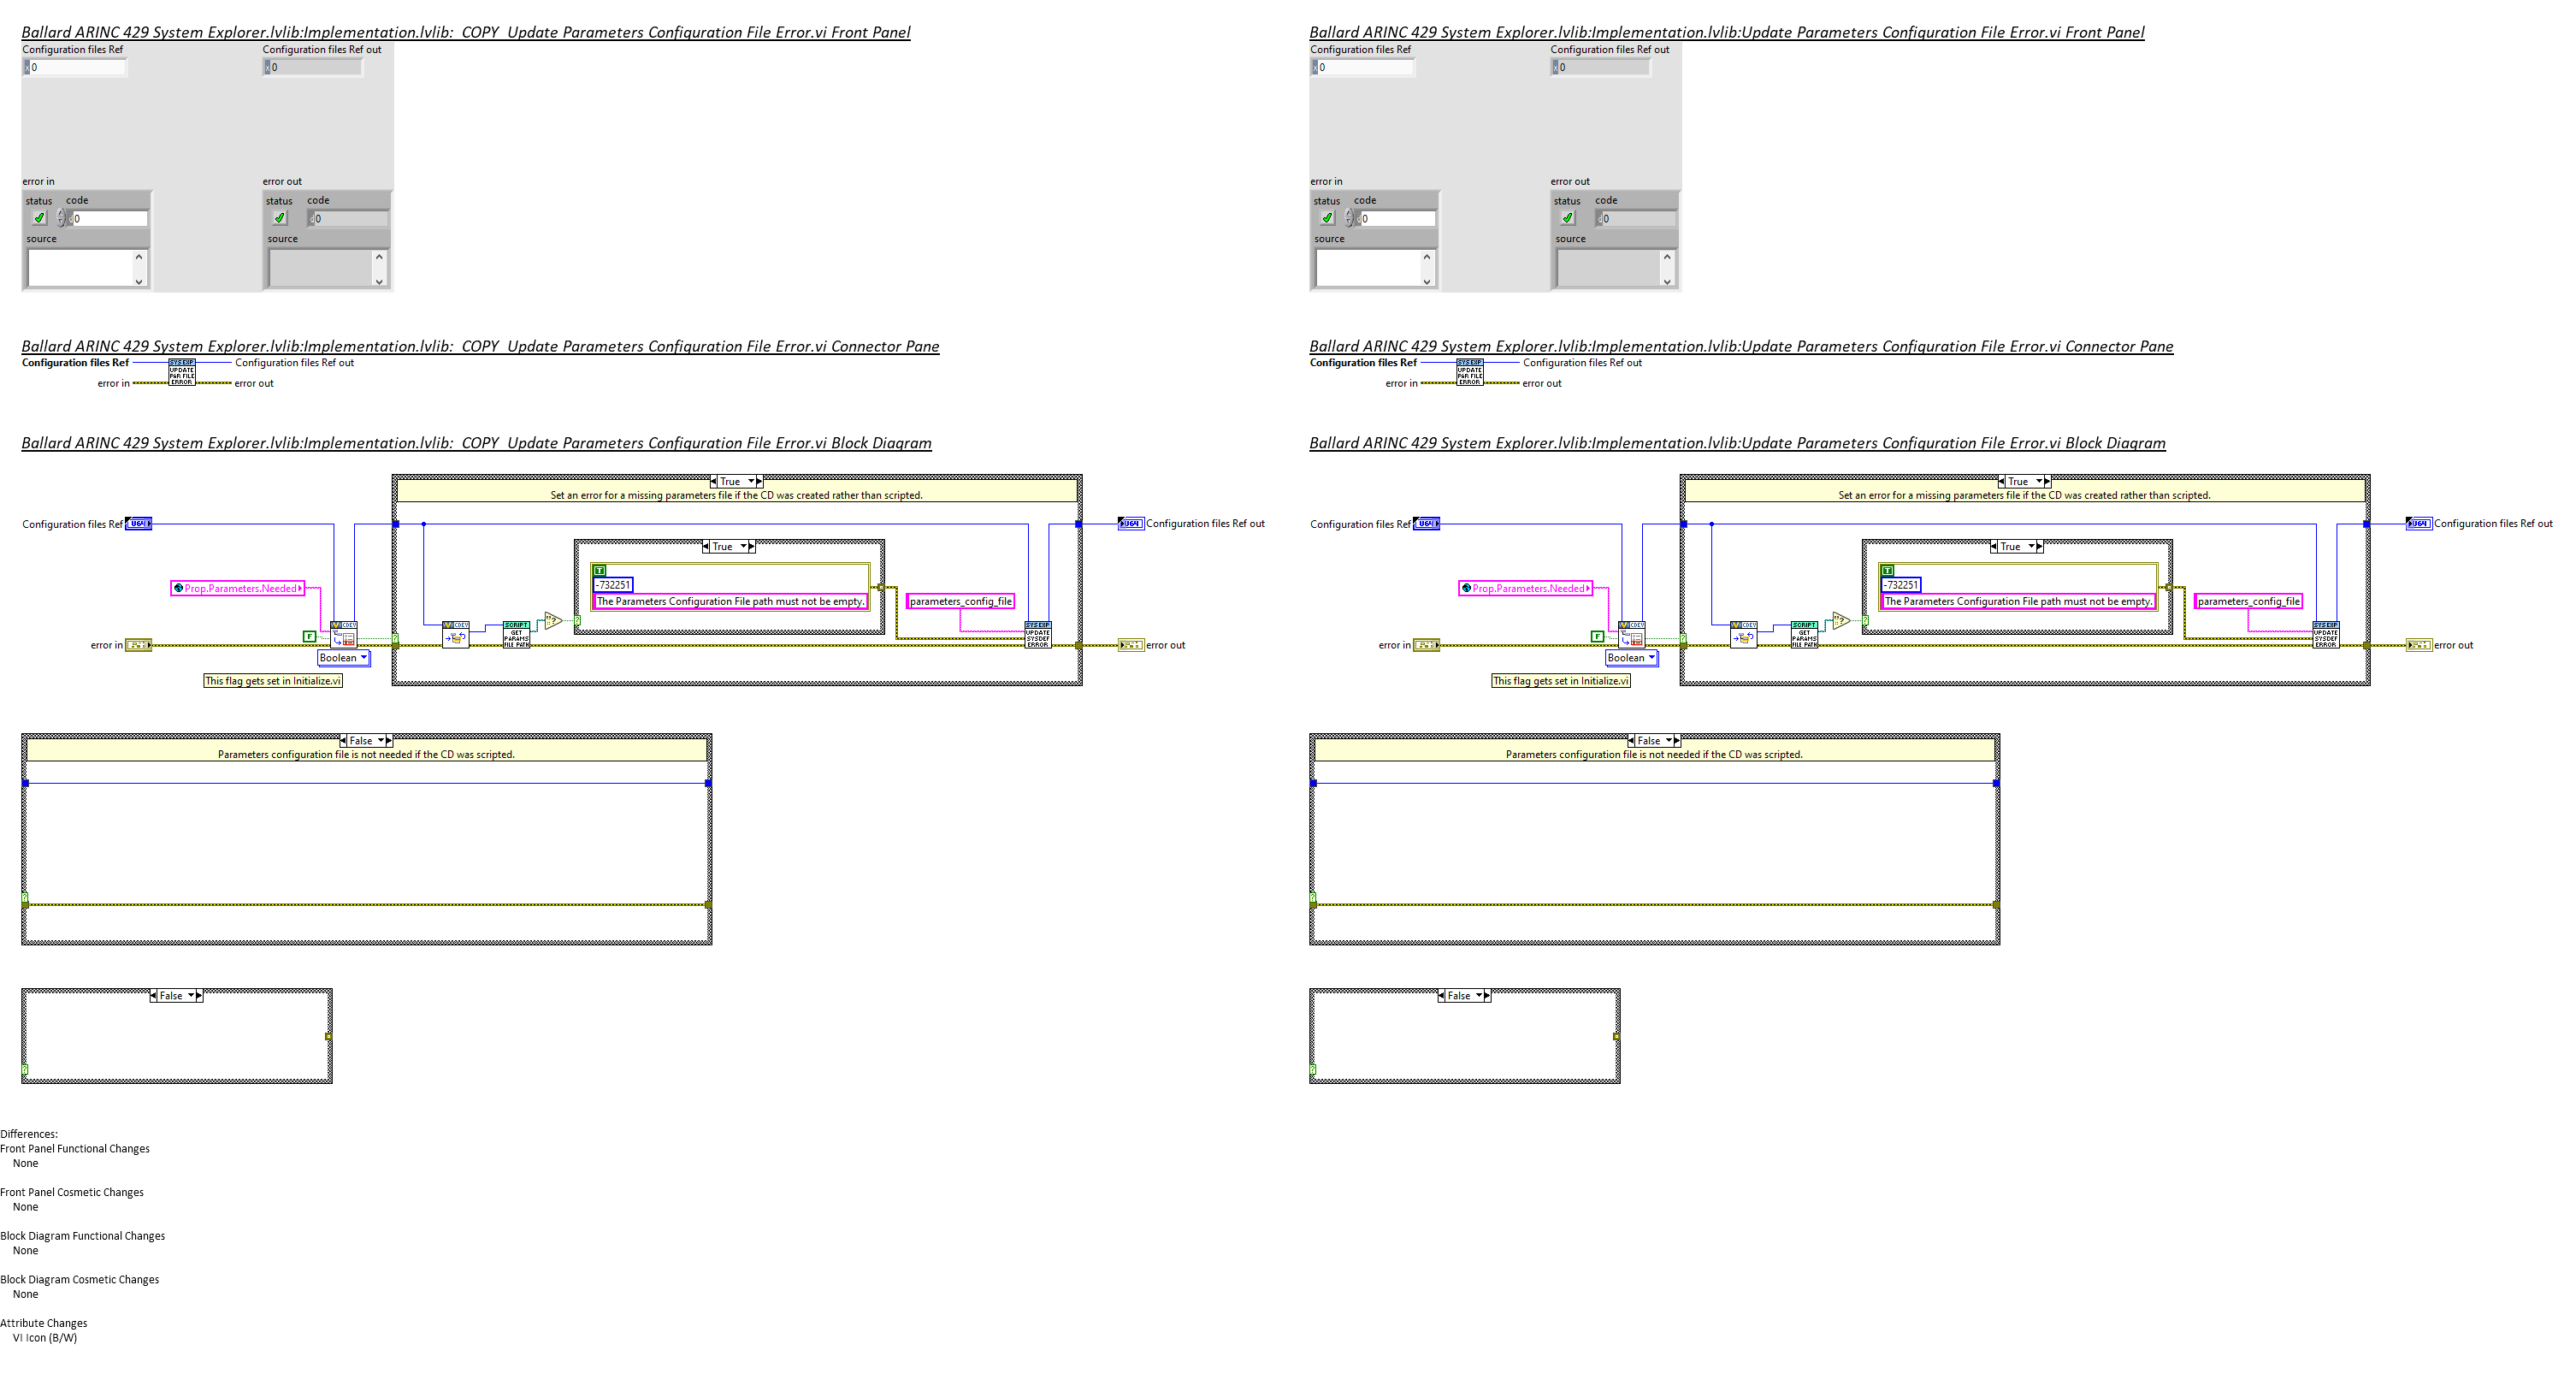 Ballard ARINC 429 System Explorer.lvlib:Implementation.lvlib:  COPY  Update Parameters Configuration File Error.vi Front Panel
Configuration files Ref
Configuration files Ref out
0
0
error in
error out
status
code
status
code
0
0
source
source
Ballard ARINC 429 System Explorer.lvlib:Implementation.lvlib:  COPY  Update Parameters Configuration File Error.vi Connector Pane
Configuration files Ref
SYS EXP
UPDATE
PAR FILE
ERROR
Configuration files Ref out
error in
error out
Ballard ARINC 429 System Explorer.lvlib:Implementation.lvlib:  COPY  Update Parameters Configuration File Error.vi Block Diagram
True
Set an error for a missing parameters file if the CD was created rather than scripted.
Configuration files Ref
U64
U64
Configuration files Ref out
True
T
-732251
The Parameters Configuration File path must not be empty.
Prop.Parameters.Needed
parameters_config_file
F
CDEV
CDEV
SCRIPT
GET
PARAMS
FILE PATH
SYS EXP
UPDATE
SYSDEF
ERROR
error in
error out
Boolean
This flag gets set in Initialize.vi
False
Parameters configuration file is not needed if the CD was scripted.
False
Differences:
Front Panel Functional Changes
None
Front Panel Cosmetic Changes
None
Block Diagram Functional Changes
None
Block Diagram Cosmetic Changes
None
Attribute Changes
VI Icon (B/W)
Ballard ARINC 429 System Explorer.lvlib:Implementation.lvlib:Update Parameters Configuration File Error.vi Front Panel
Configuration files Ref
Configuration files Ref out
0
0
error in
error out
status
code
status
code
0
0
source
source
Ballard ARINC 429 System Explorer.lvlib:Implementation.lvlib:Update Parameters Configuration File Error.vi Connector Pane
Configuration files Ref
SYS EXP
UPDATE
PAR FILE
ERROR
Configuration files Ref out
error in
error out
Ballard ARINC 429 System Explorer.lvlib:Implementation.lvlib:Update Parameters Configuration File Error.vi Block Diagram
True
Set an error for a missing parameters file if the CD was created rather than scripted.
Configuration files Ref
U64
U64
Configuration files Ref out
True
T
-732251
The Parameters Configuration File path must not be empty.
Prop.Parameters.Needed
parameters_config_file
F
CDEV
CDEV
SCRIPT
GET
PARAMS
FILE PATH
SYS EXP
UPDATE
SYSDEF
ERROR
error in
error out
Boolean
This flag gets set in Initialize.vi
False
Parameters configuration file is not needed if the CD was scripted.
False